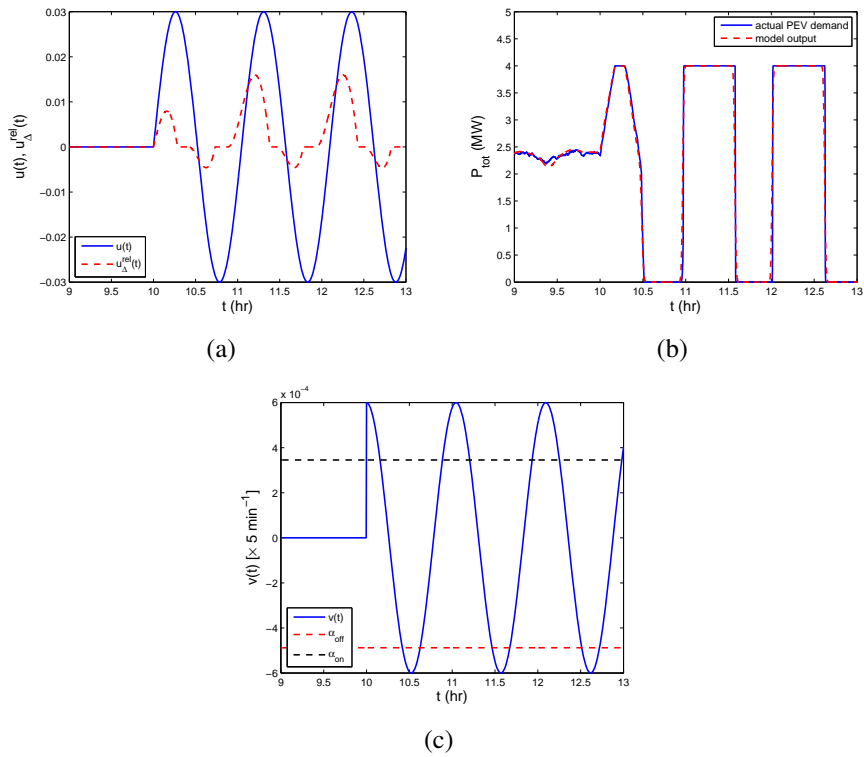 0.03
0.02
0.01
0
−0.01
−0.02
−0.03
u(t), u_Δ^rel(t)
u(t)
u_Δ^rel(t)
9 9.5 10 10.5 11 11.5 12 12.5 13
t (hr)
(a)
5
4.5
4
3.5
3
2.5
2
1.5
1
0.5
0
P_tot (MW)
actual PEV demand
model output
9 9.5 10 10.5 11 11.5 12 12.5 13
t (hr)
(b)
x 10^−4
6
4
2
0
−2
−4
−6
v(t) [× 5 min^−1]
v(t)
α_off
α_on
9 9.5 10 10.5 11 11.5 12 12.5 13
t (hr)
(c)